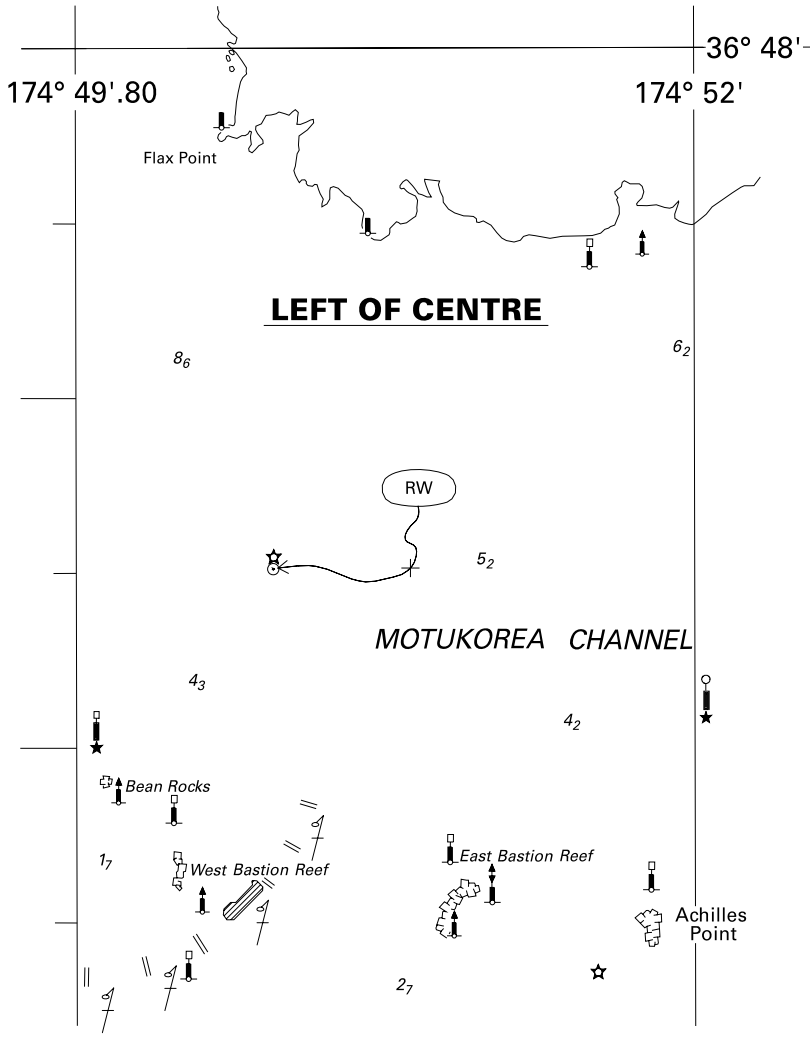 36° 48'
174° 49'.80
174° 52'
Flax Point
LEFT OF CENTRE
8₆
6₂
RW
5₂
MOTUKOREA CHANNEL
4₃
4₂
Bean Rocks
1₇
West Bastion Reef
East Bastion Reef
Achilles
Point
2₇